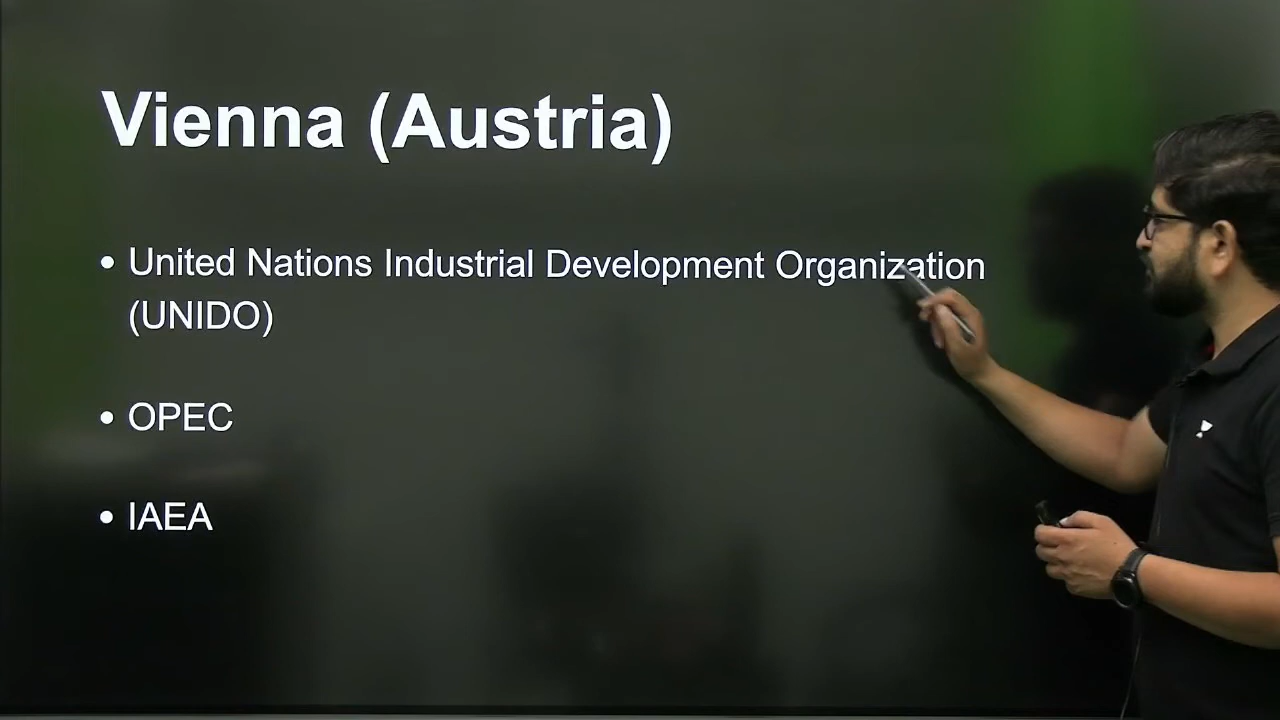 Vienna (Austria)
• United Nations Industrial Development Organization
(UNIDO)
• OPEC
• IAEA